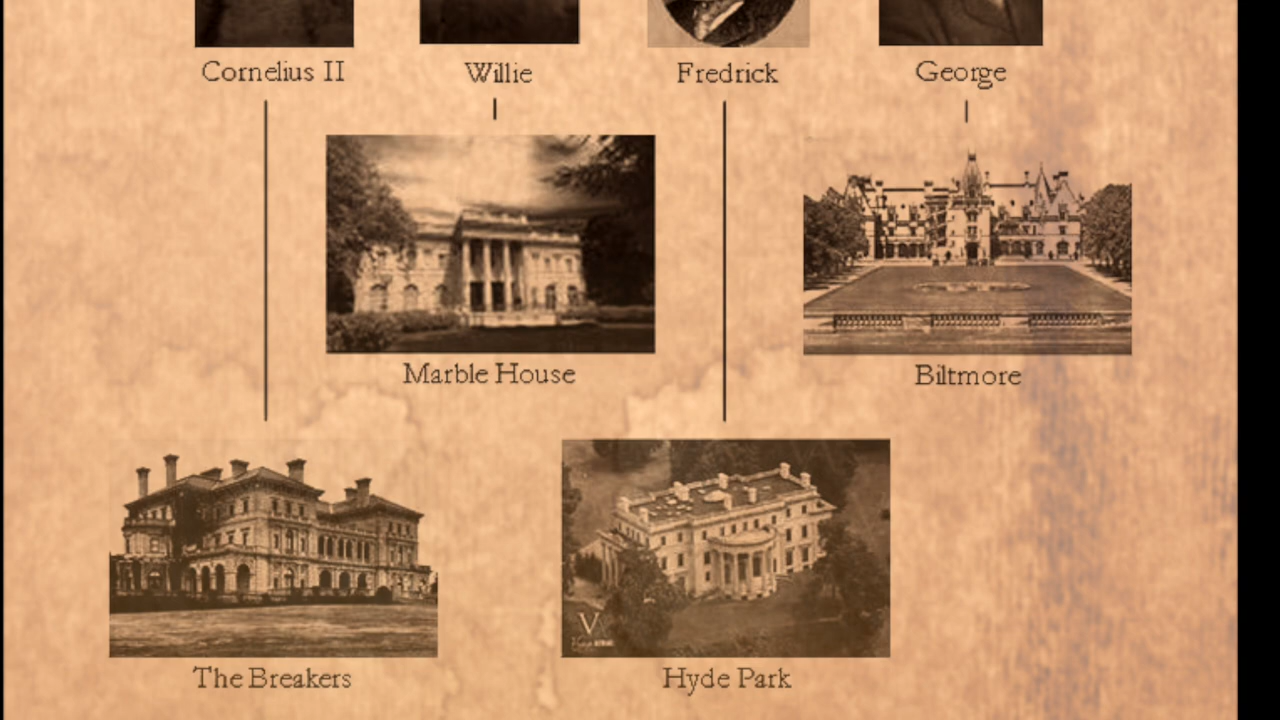 Cornelius II
Willie
Fredrick
George
Marble House
Biltmore
V
The Breakers
Hyde Park